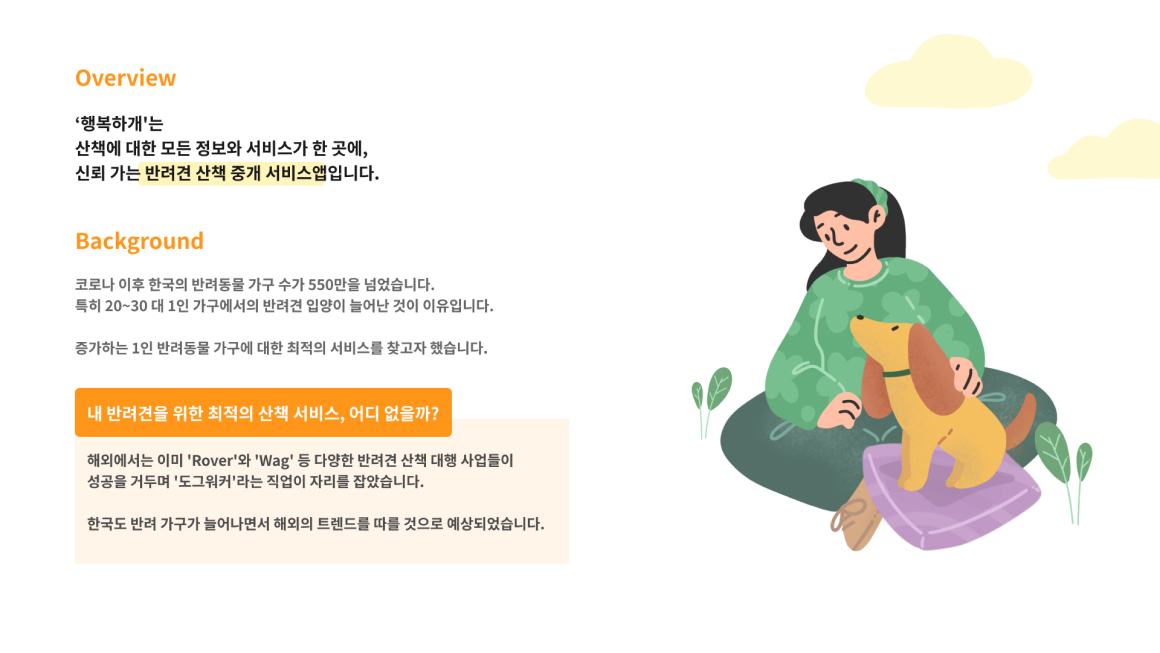 Overview
‘행복하개'는
산책에 대한 모든 정보와 서비스가 한 곳에,
신뢰 가는 반려견 산책 중개 서비스앱입니다.
Background
코로나 이후 한국의 반려동물 가구 수가 550만을 넘었습니다.
특히 20~30 대 1인 가구에서의 반려견 입양이 늘어난 것이 이유입니다.
증가하는 1인 반려동물 가구에 대한 최적의 서비스를 찾고자 했습니다.
내 반려견을 위한 최적의 산책 서비스, 어디 없을까?
해외에서는 이미 'Rover'와 'Wag' 등 다양한 반려견 산책 대행 사업들이
성공을 거두며 '도그워커'라는 직업이 자리를 잡았습니다.
한국도 반려 가구가 늘어나면서 해외의 트렌드를 따를 것으로 예상되었습니다.